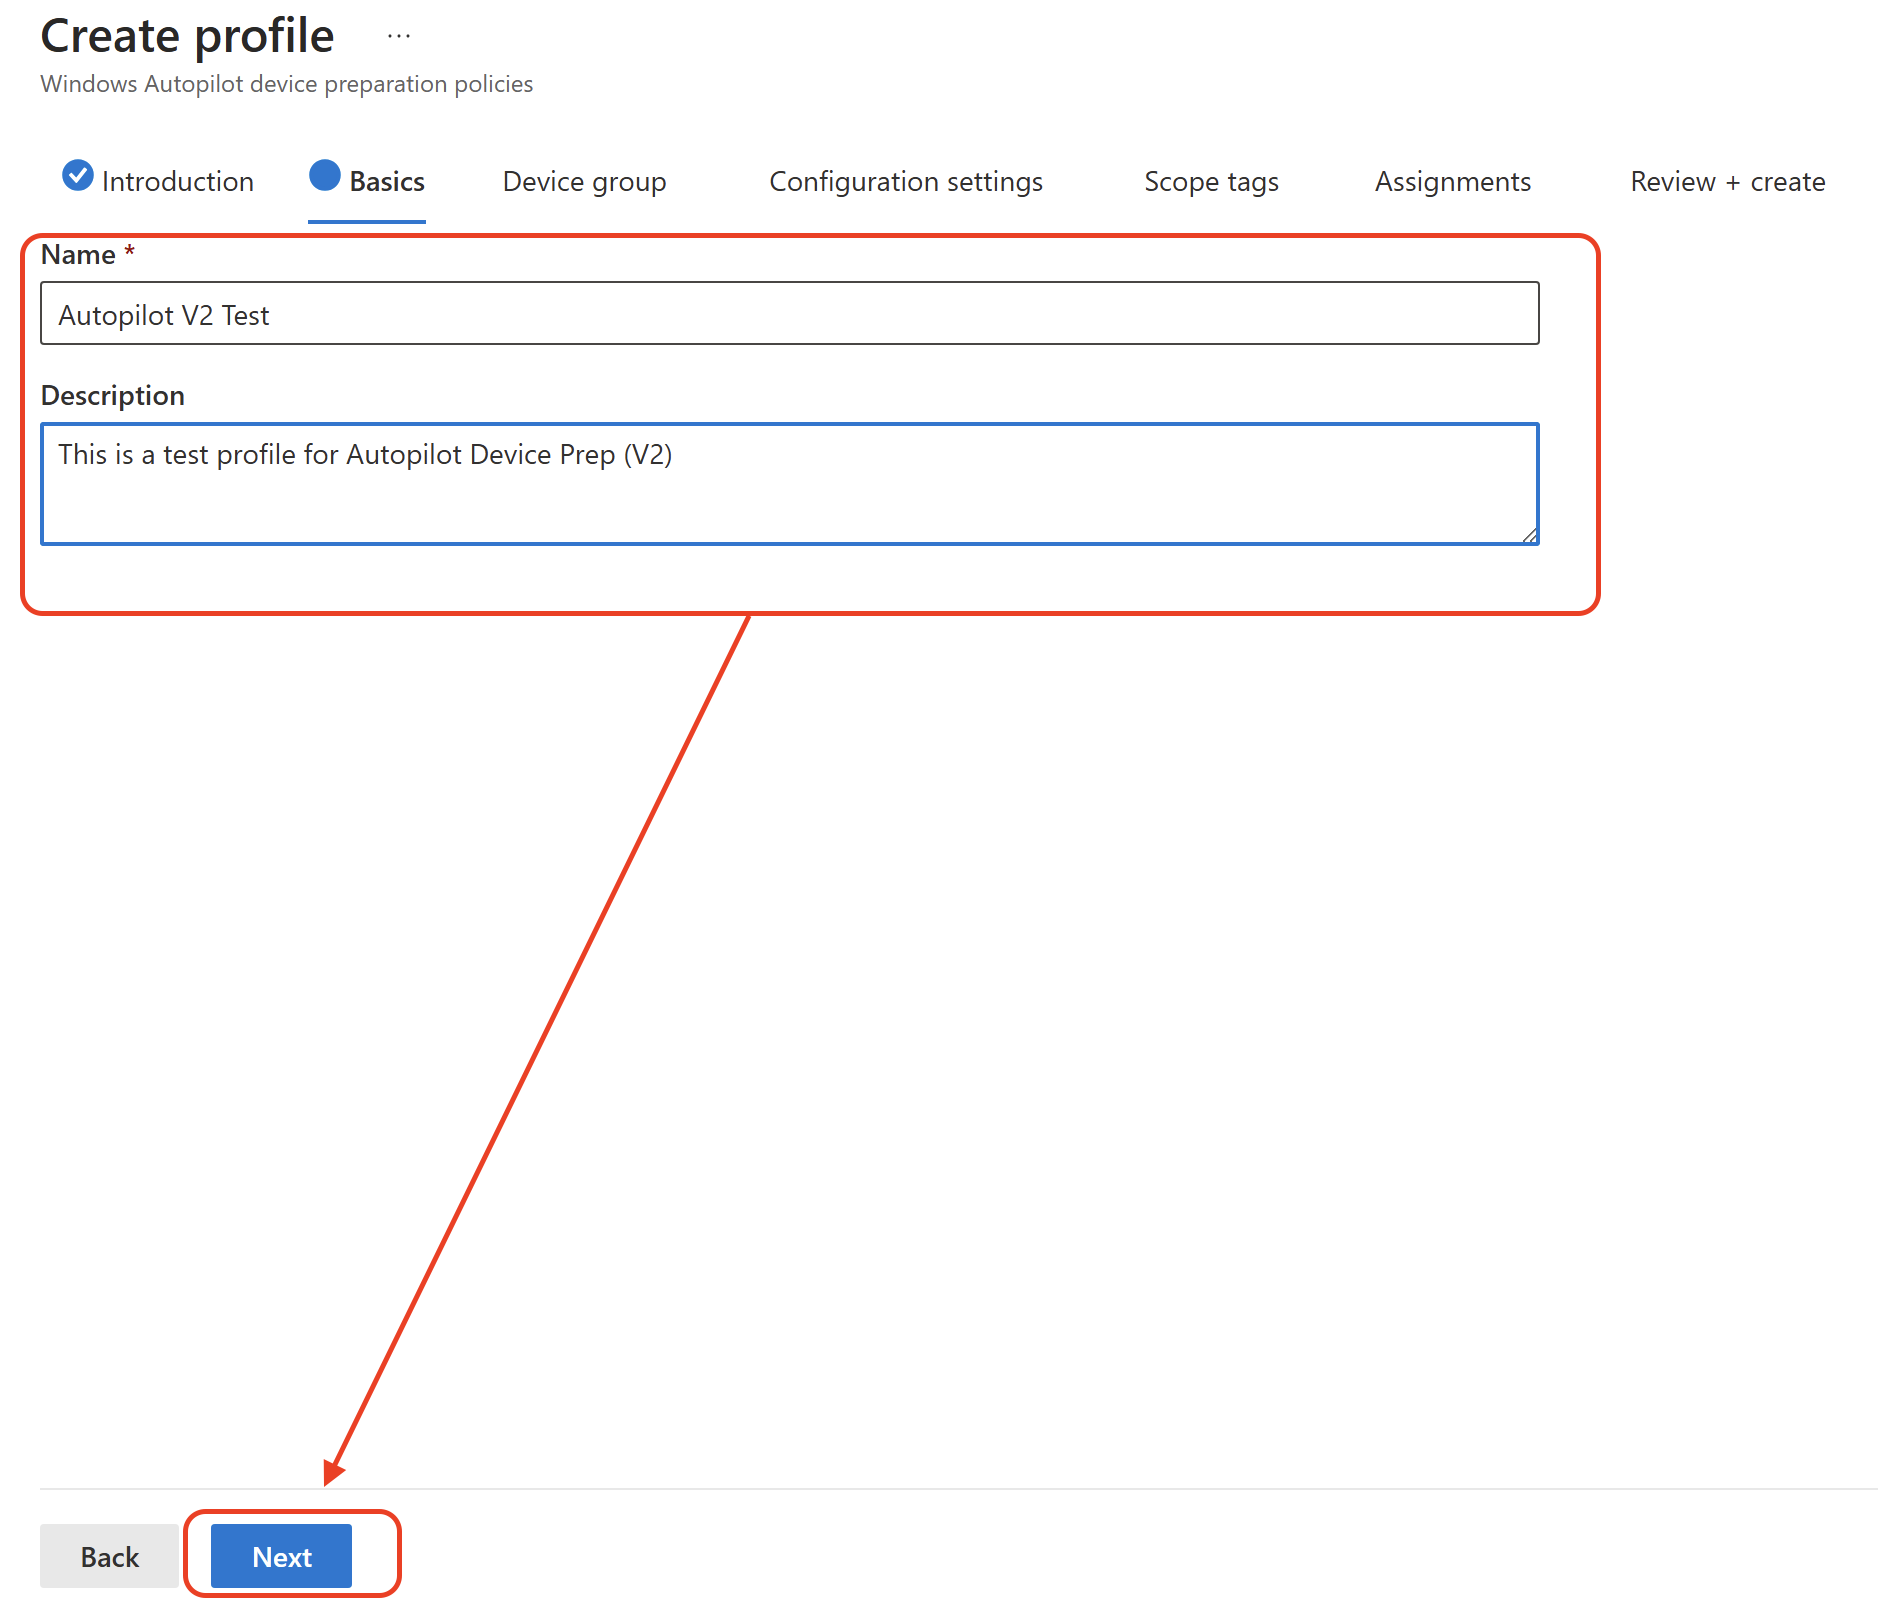 Create profile ...
Windows Autopilot device preparation policies
Introduction Basics Device group Configuration settings Scope tags Assignments Review + create
Name *
Autopilot V2 Test
Description
This is a test profile for Autopilot Device Prep (V2)
Back Next